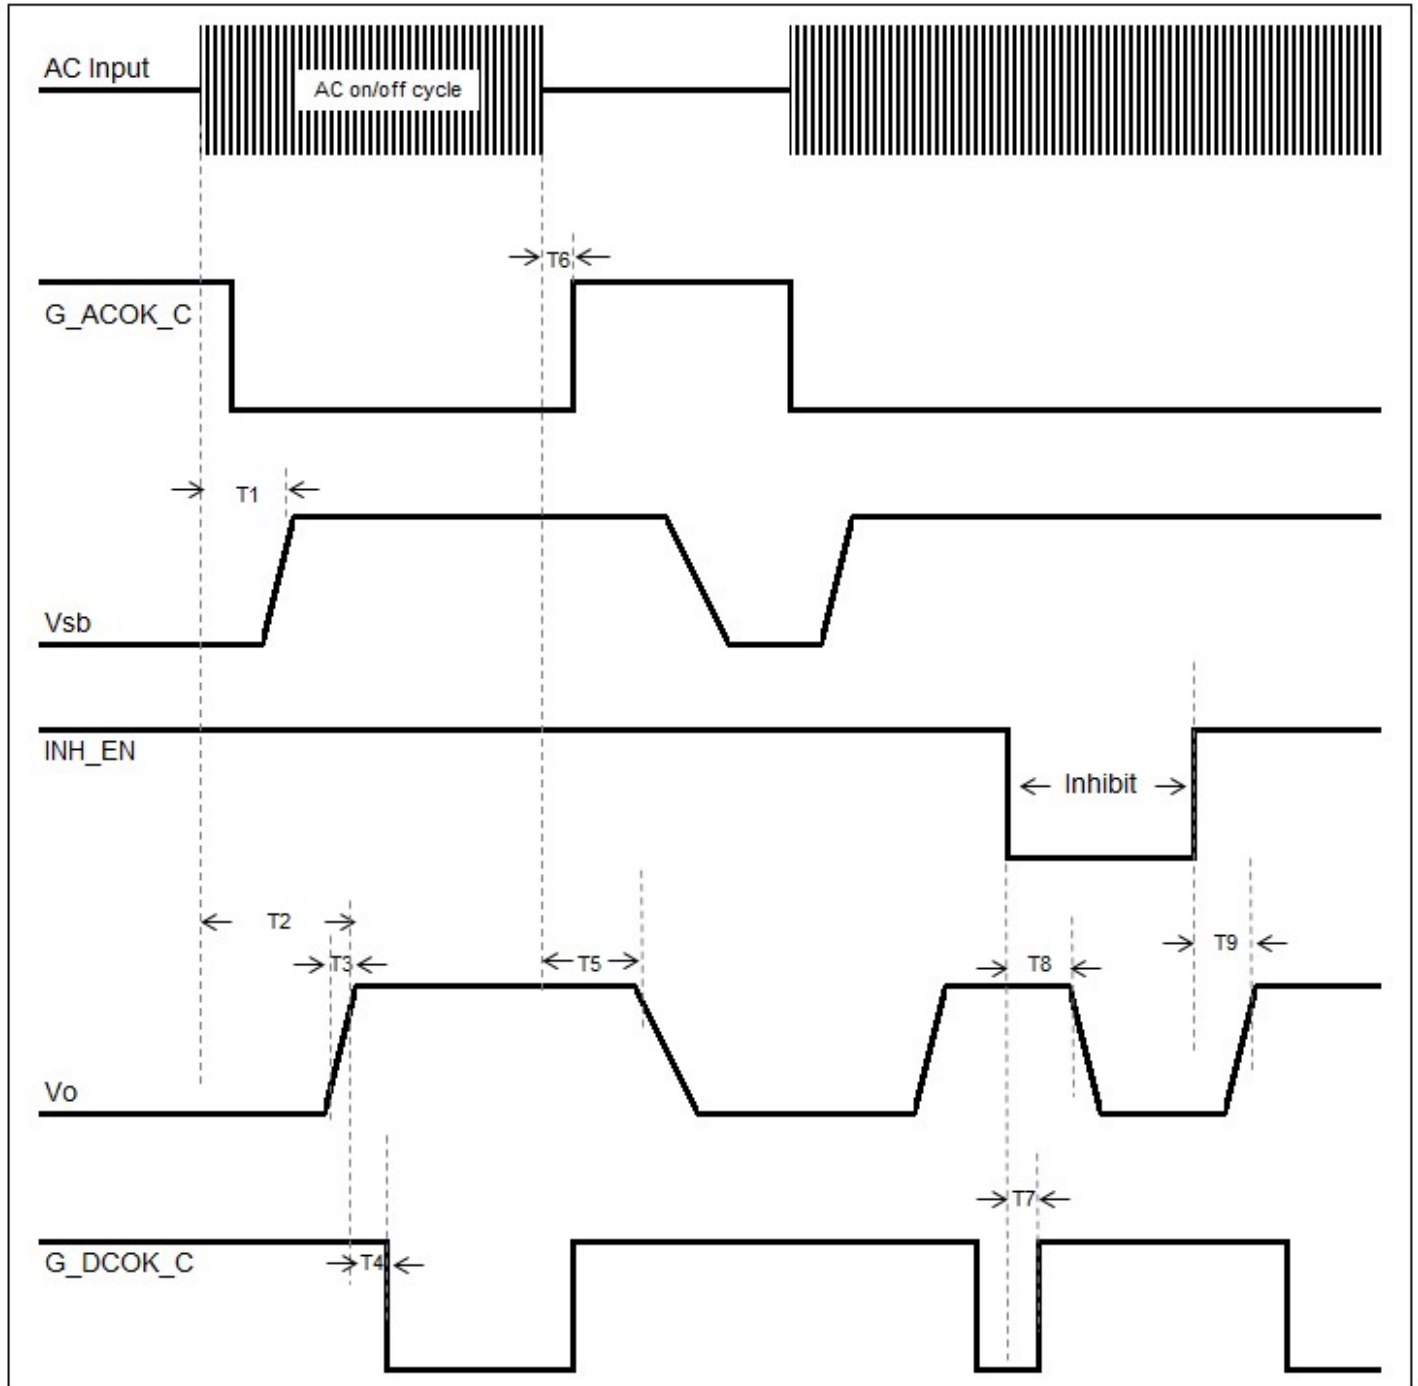 AC Input
AC on/off cycle
T6
G_ACOK_C
T1
Vsb
INH_EN
Inhibit
T2
T3
T5
T8
T9
Vo
T7
G_DCOK_C
T4